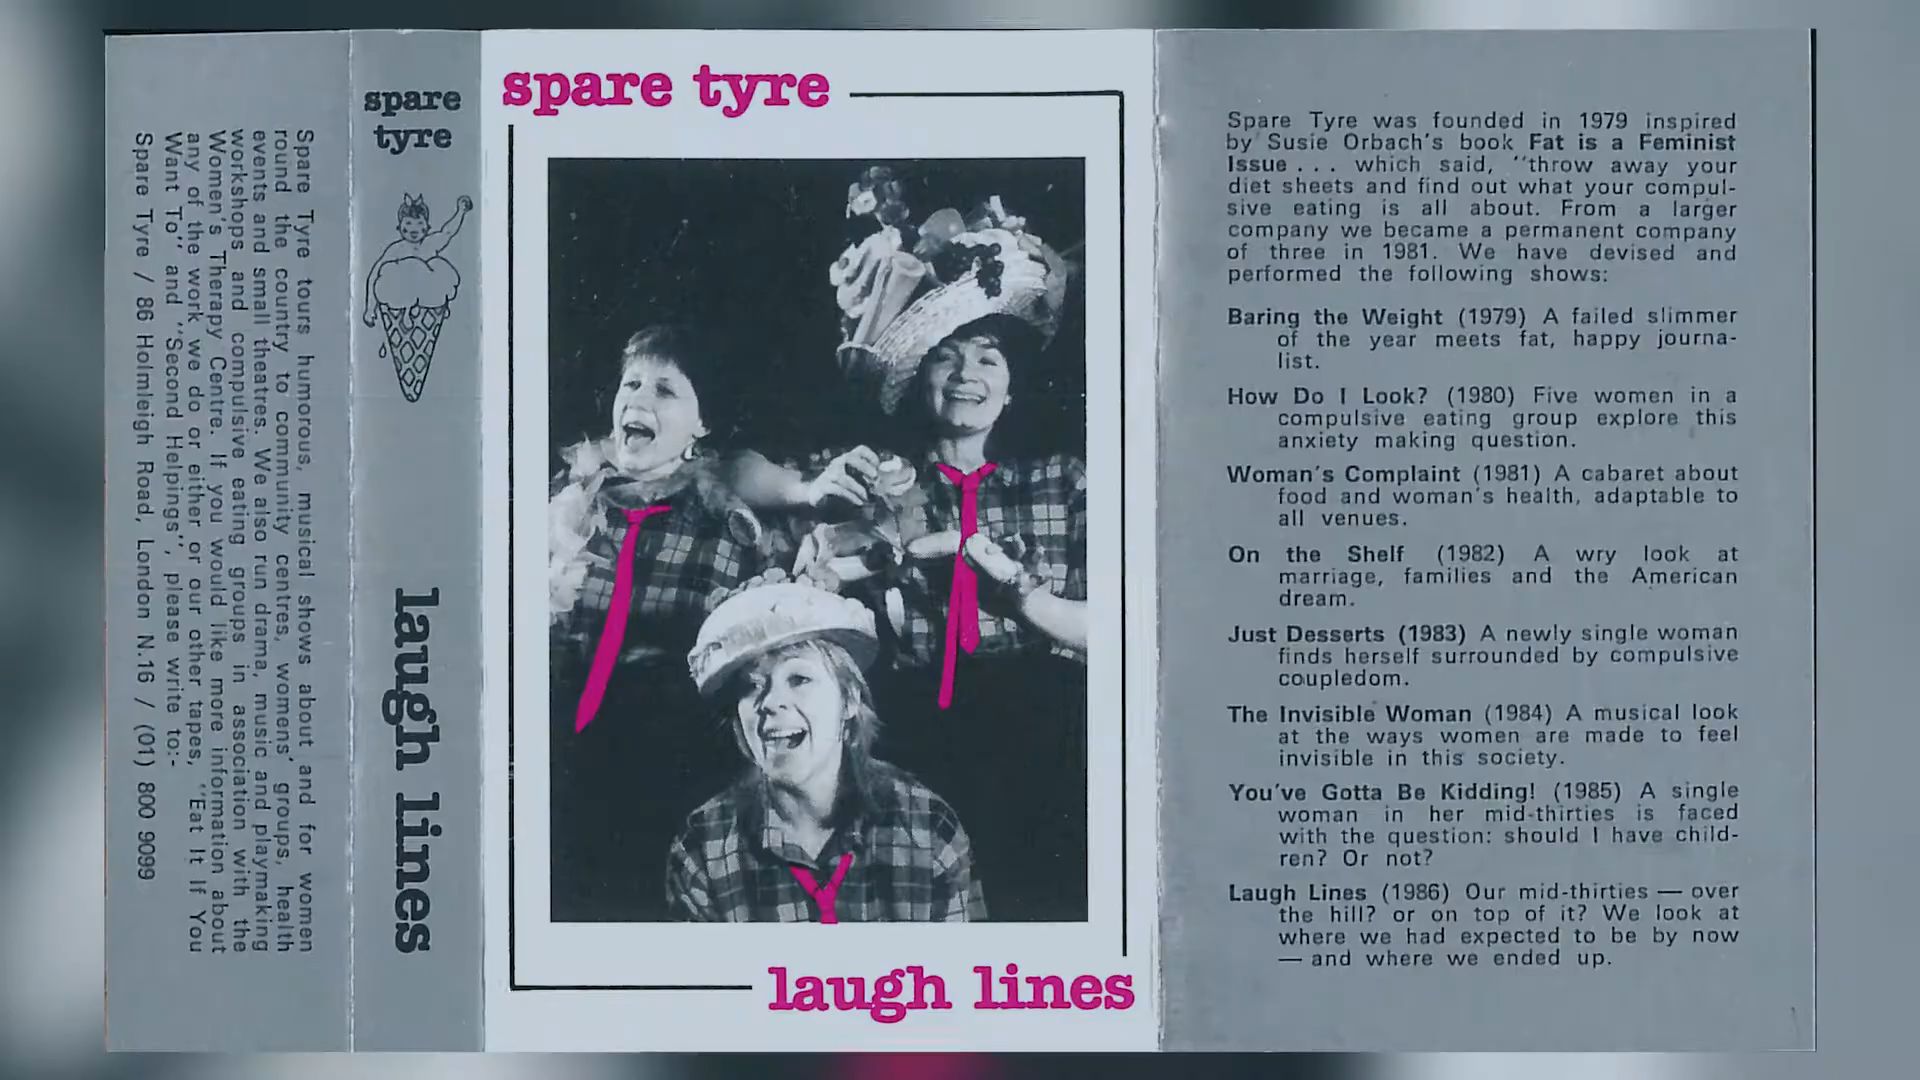 Spare Tyre tours humorous, musical shows about and for women
round the country to community centres, womens' groups, health
events and small theatres. We also run drama, music and playmaking
workshops and compulsive eating groups in association with the
Women's Therapy Centre. If you would like more information about
any of the work we do or either or our other tapes, "Eat It If You
Want To" and "Second Helpings", please write to:-
Spare Tyre / 86 Holmleigh Road, London N.16 / (01) 800 9099
spare
tyre
laugh lines
spare tyre
laugh lines
Spare Tyre was founded in 1979 inspired
by Susie Orbach's book Fat is a Feminist
Issue . . . which said, "throw away your
diet sheets and find out what your compul-
sive eating is all about. From a larger
company we became a permanent company
of three in 1981. We have devised and
performed the following shows:
Baring the Weight (1979) A failed slimmer
of the year meets fat, happy journa-
list.
How Do I Look? (1980) Five women in a
compulsive eating group explore this
anxiety making question.
Woman's Complaint (1981) A cabaret about
food and woman's health, adaptable to
all venues.
On the Shelf (1982) A wry look at
marriage, families and the American
dream.
Just Desserts (1983) A newly single woman
finds herself surrounded by compulsive
coupledom.
The Invisible Woman (1984) A musical look
at the ways women are made to feel
invisible in this society.
You've Gotta Be Kidding! (1985) A single
woman in her mid-thirties is faced
with the question: should I have child-
ren? Or not?
Laugh Lines (1986) Our mid-thirties — over
the hill? or on top of it? We look at
where we had expected to be by now
— and where we ended up.